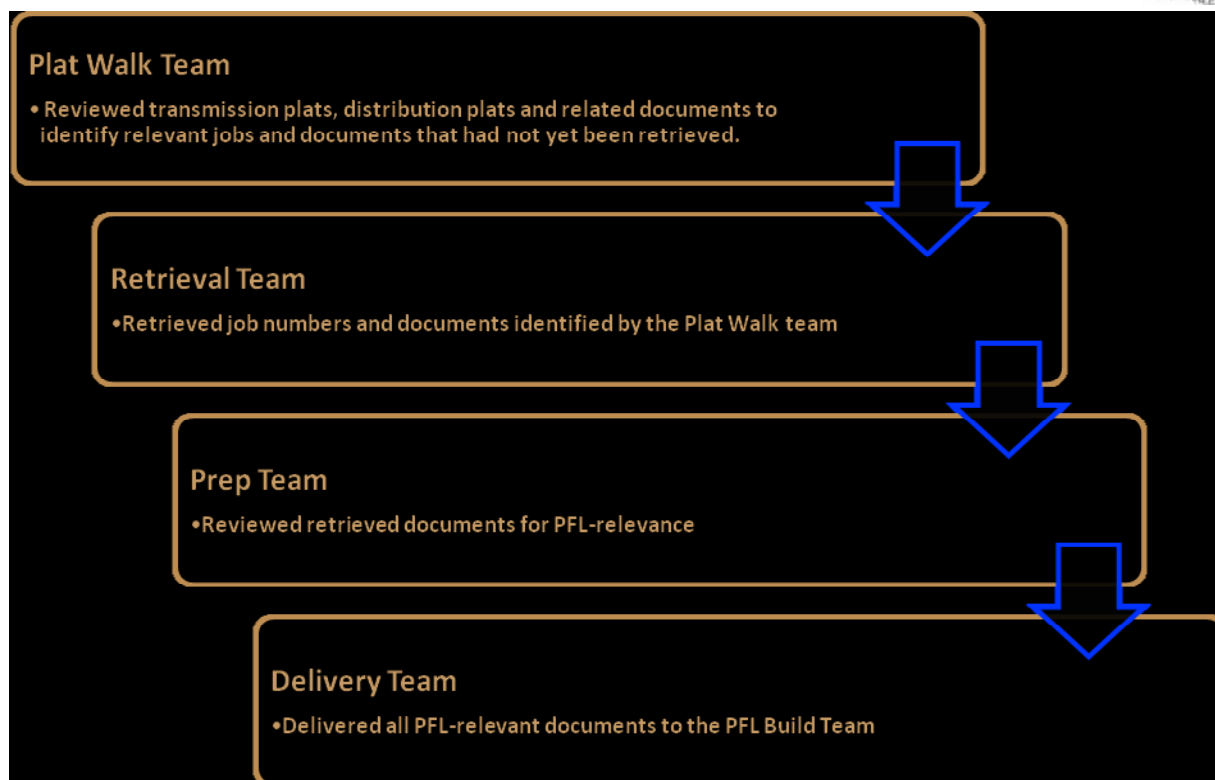 Plat Walk Team
• Reviewed transmission plats, distribution plats and related documents to
identify relevant jobs and documents that had not yet been retrieved.
Retrieval Team
•Retrieved job numbers and documents identified by the Plat Walk team
Prep Team
•Reviewed retrieved documents for PFL-relevance
Delivery Team
•Delivered all PFL-relevant documents to the PFL Build Team